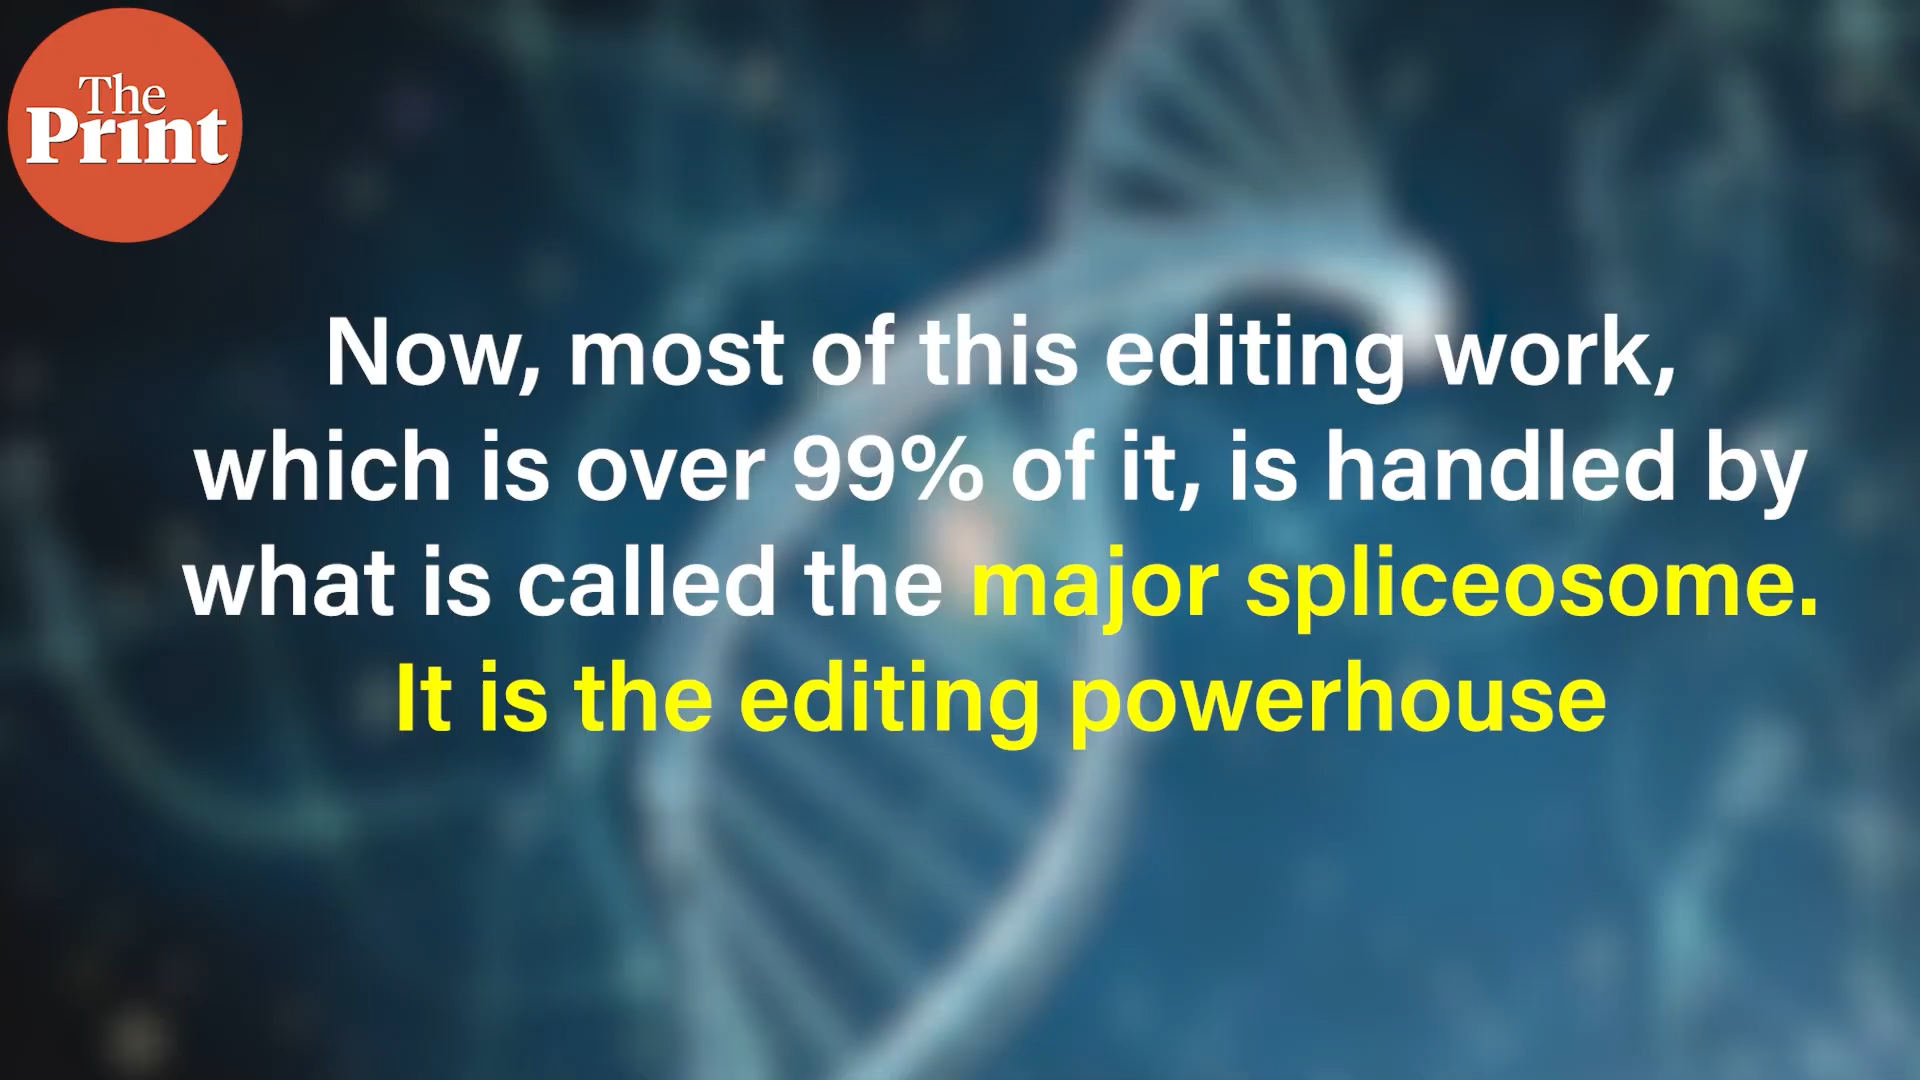 The
Print
Now, most of this editing work,
which is over 99% of it, is handled by
what is called the major spliceosome.
It is the editing powerhouse